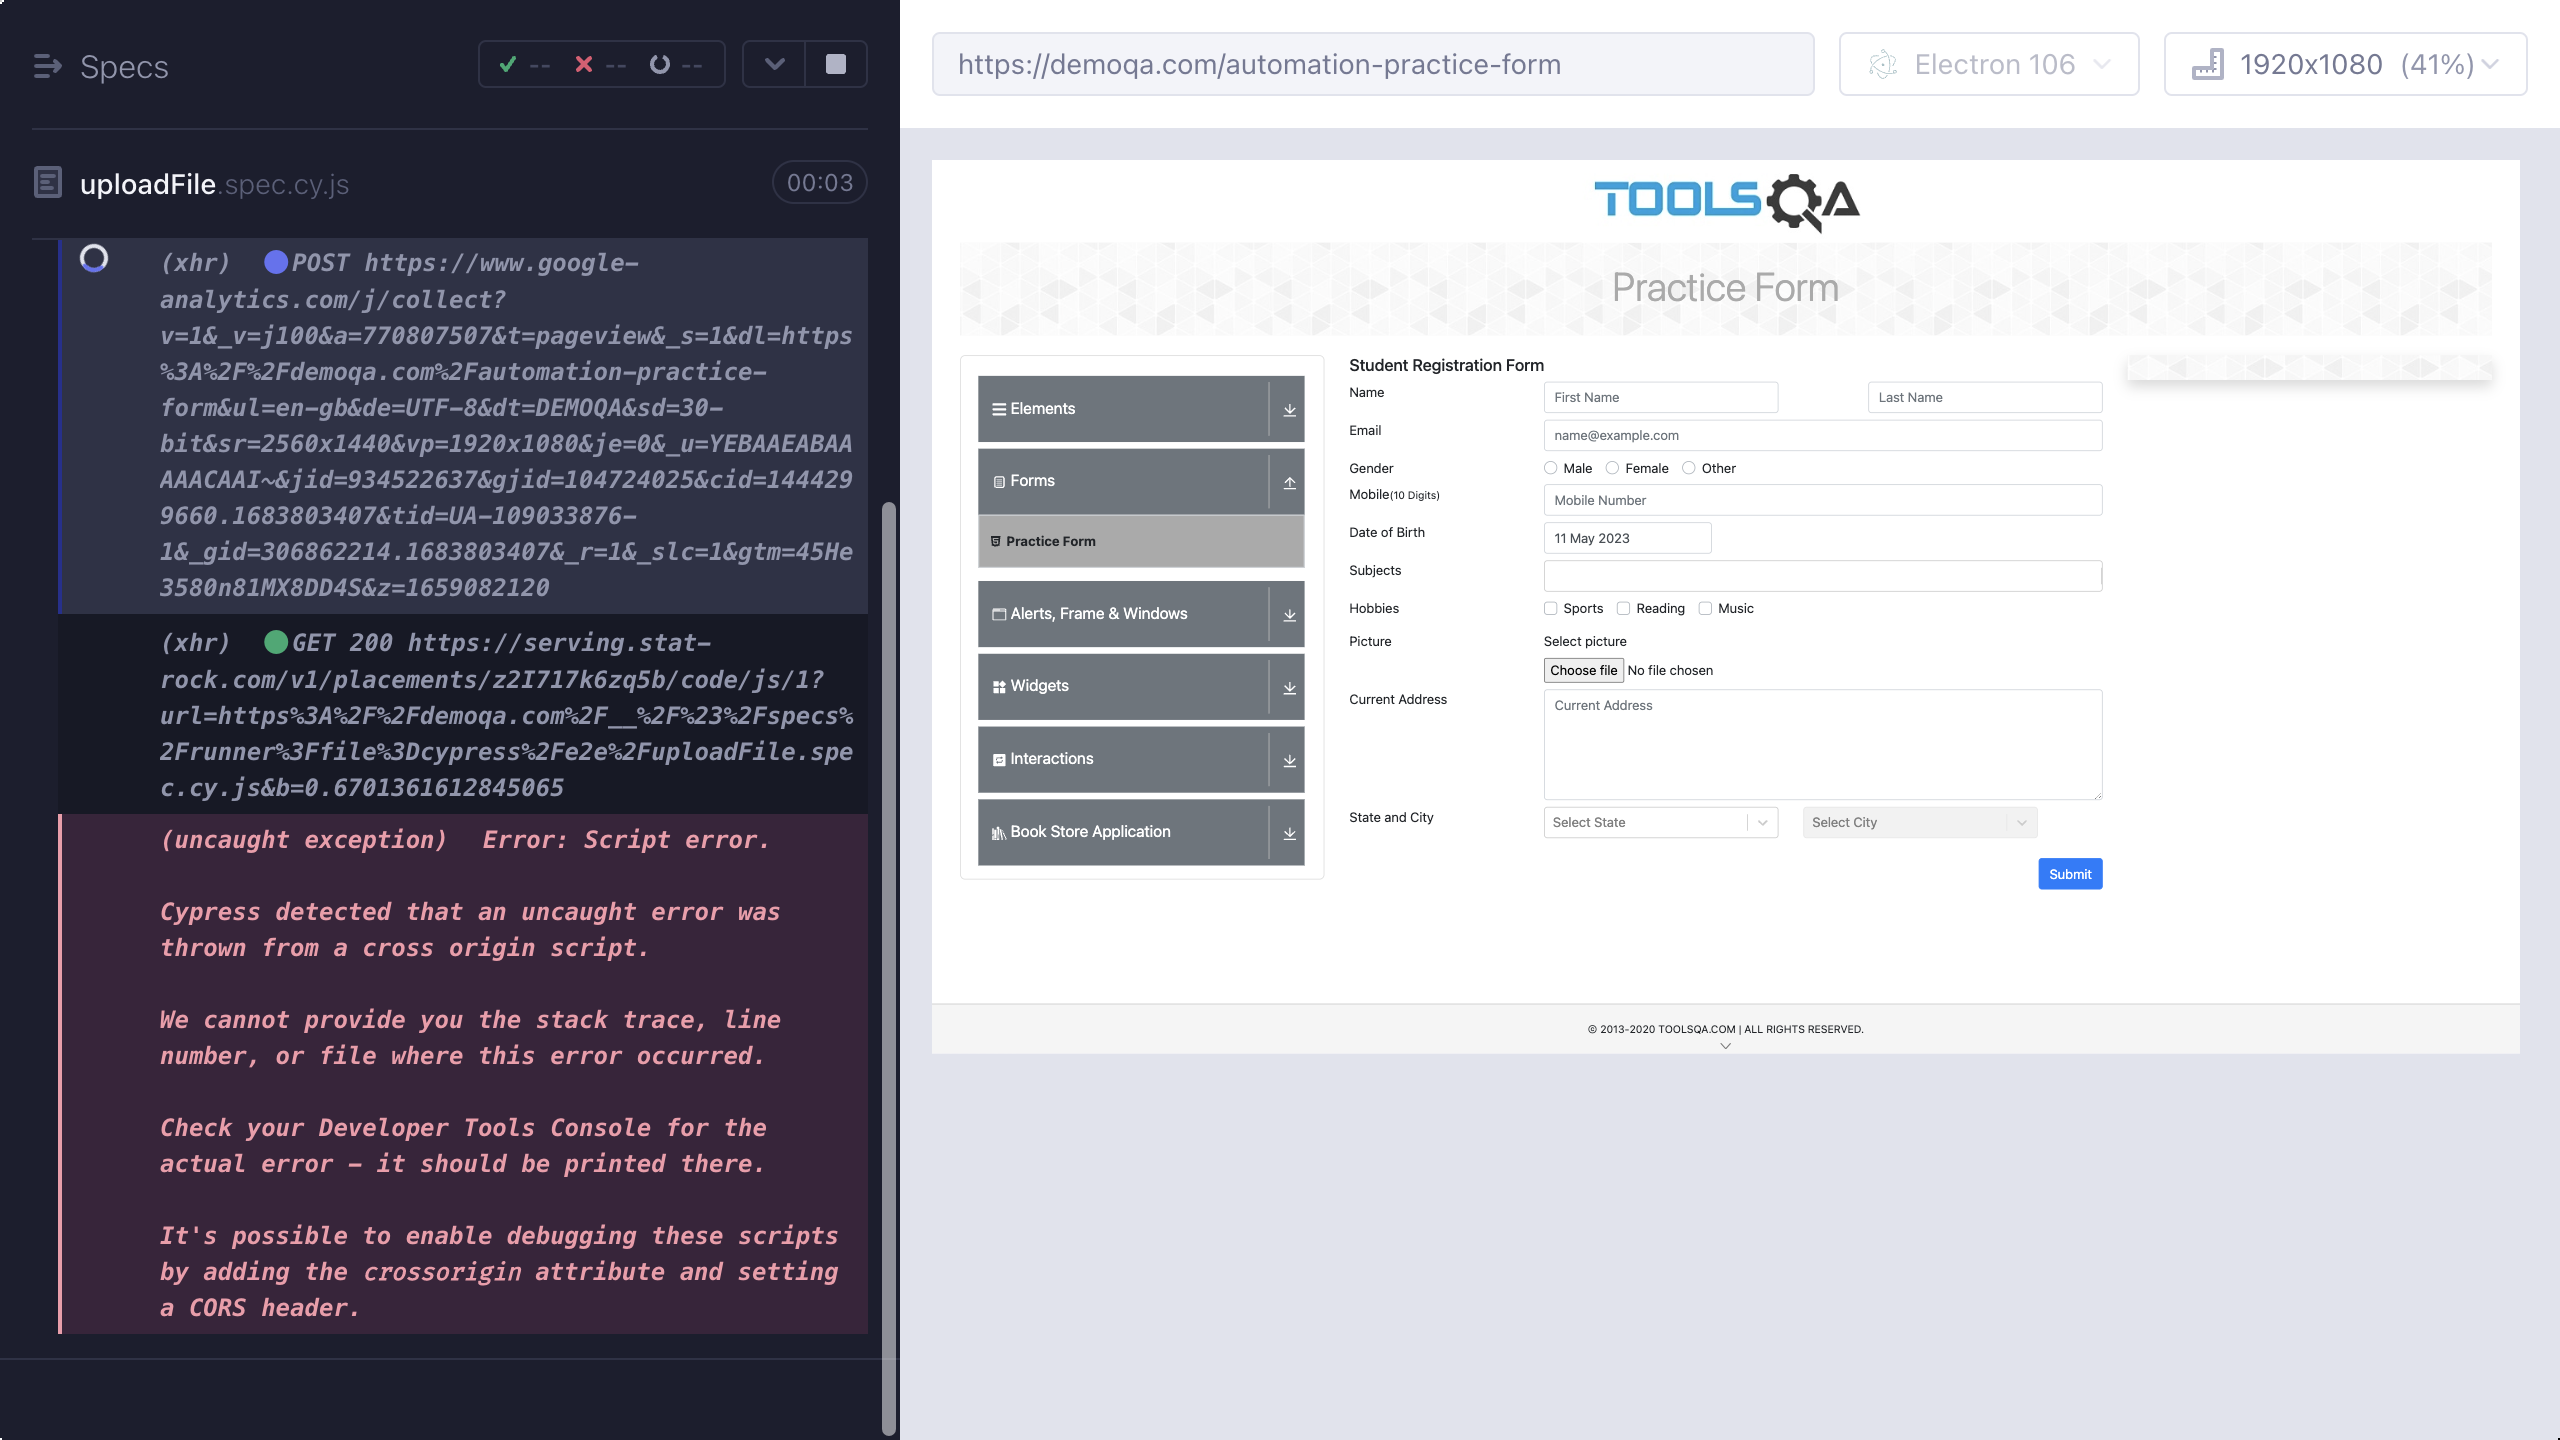 Specs
-- -- --
uploadFile.spec.cy.js
00:03
(xhr) POST https://www.google-
analytics.com/j/collect?
v=1&_v=j100&a=770807507&t=pageview&_s=1&dl=https
%3A%2F%2Fdemoqa.com%2Fautomation-practice-
form&ul=en-gb&de=UTF-8&dt=DEMOQA&sd=30-
bit&sr=2560x1440&vp=1920x1080&je=0&_u=YEBAAEABAA
AAACAAI~&jid=934522637&gjid=104724025&cid=144429
9660.1683803407&tid=UA-109033876-
1&_gid=306862214.1683803407&_r=1&_slc=1&gtm=45He
3580n81MX8DD4S&z=1659082120
(xhr) GET 200 https://serving.stat-
rock.com/v1/placements/z2I717k6zq5b/code/js/1?
url=https%3A%2F%2Fdemoqa.com%2F__%2F%23%2Fspecs%
2Frunner%3Ffile%3Dcypress%2Fe2e%2FuploadFile.spe
c.cy.js&b=0.6701361612845065
(uncaught exception) Error: Script error.
Cypress detected that an uncaught error was
thrown from a cross origin script.
We cannot provide you the stack trace, line
number, or file where this error occurred.
Check your Developer Tools Console for the
actual error - it should be printed there.
It's possible to enable debugging these scripts
by adding the crossorigin attribute and setting
a CORS header.
https://demoqa.com/automation-practice-form
Electron 106
1920x1080 (41%)
TOOLSQA
Practice Form
Elements
Forms
Practice Form
Alerts, Frame & Windows
Widgets
Interactions
Book Store Application
Student Registration Form
Name
First Name
Last Name
Email
name@example.com
Gender
Male Female Other
Mobile(10 Digits)
Mobile Number
Date of Birth
11 May 2023
Subjects
Hobbies
Sports Reading Music
Picture
Select picture
Choose file No file chosen
Current Address
Current Address
State and City
Select State
Select City
Submit
© 2013-2020 TOOLSQA.COM | ALL RIGHTS RESERVED.